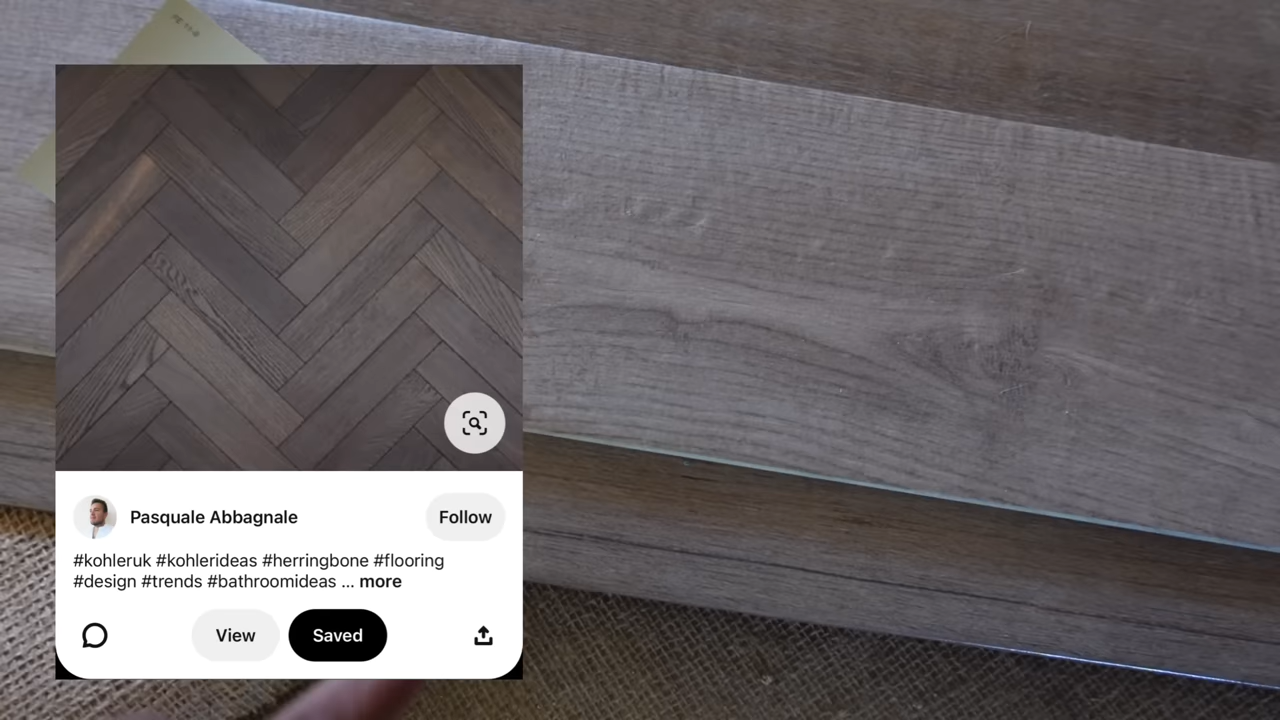 Pasquale Abbagnale
Follow
#kohleruk #kohlerideas #herringbone #flooring
#design #trends #bathroomideas ... more
View
Saved